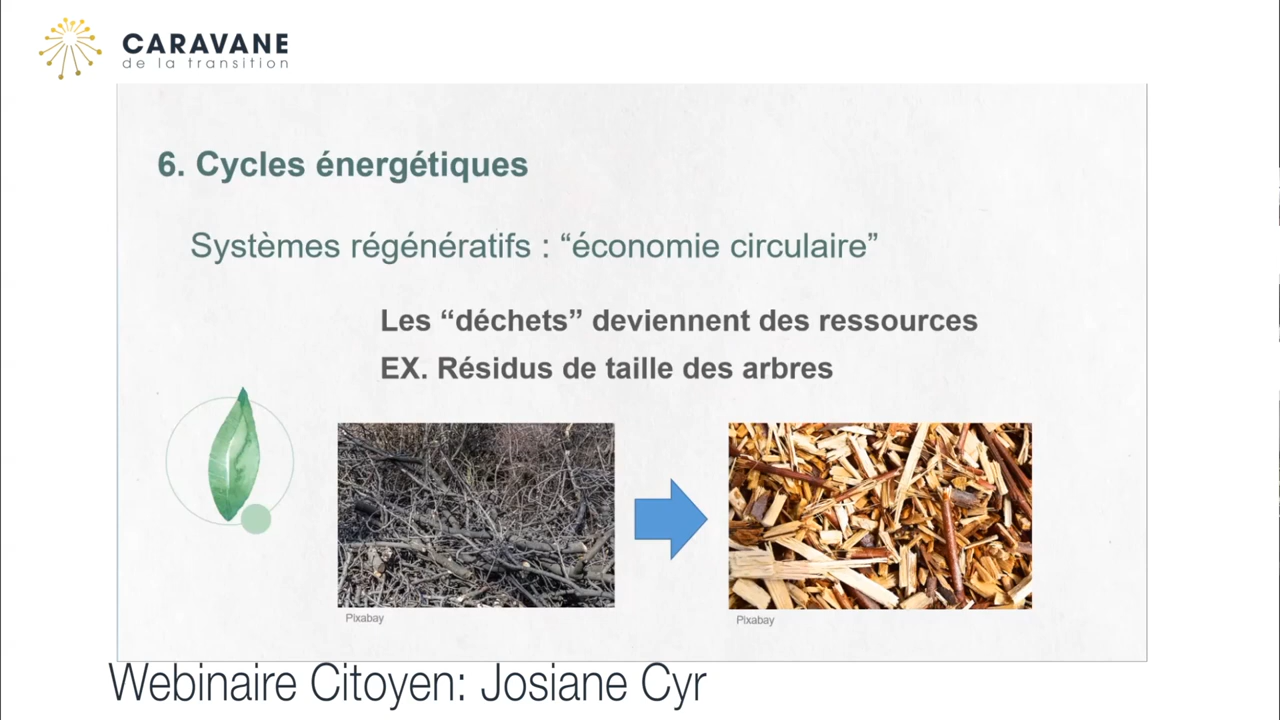 CARAVANE
de la transition
6. Cycles énergétiques
Systèmes régénératifs : “économie circulaire”
Les “déchets” deviennent des ressources
EX. Résidus de taille des arbres
Pixabay
Pixabay
Webinaire Citoyen: Josiane Cyr